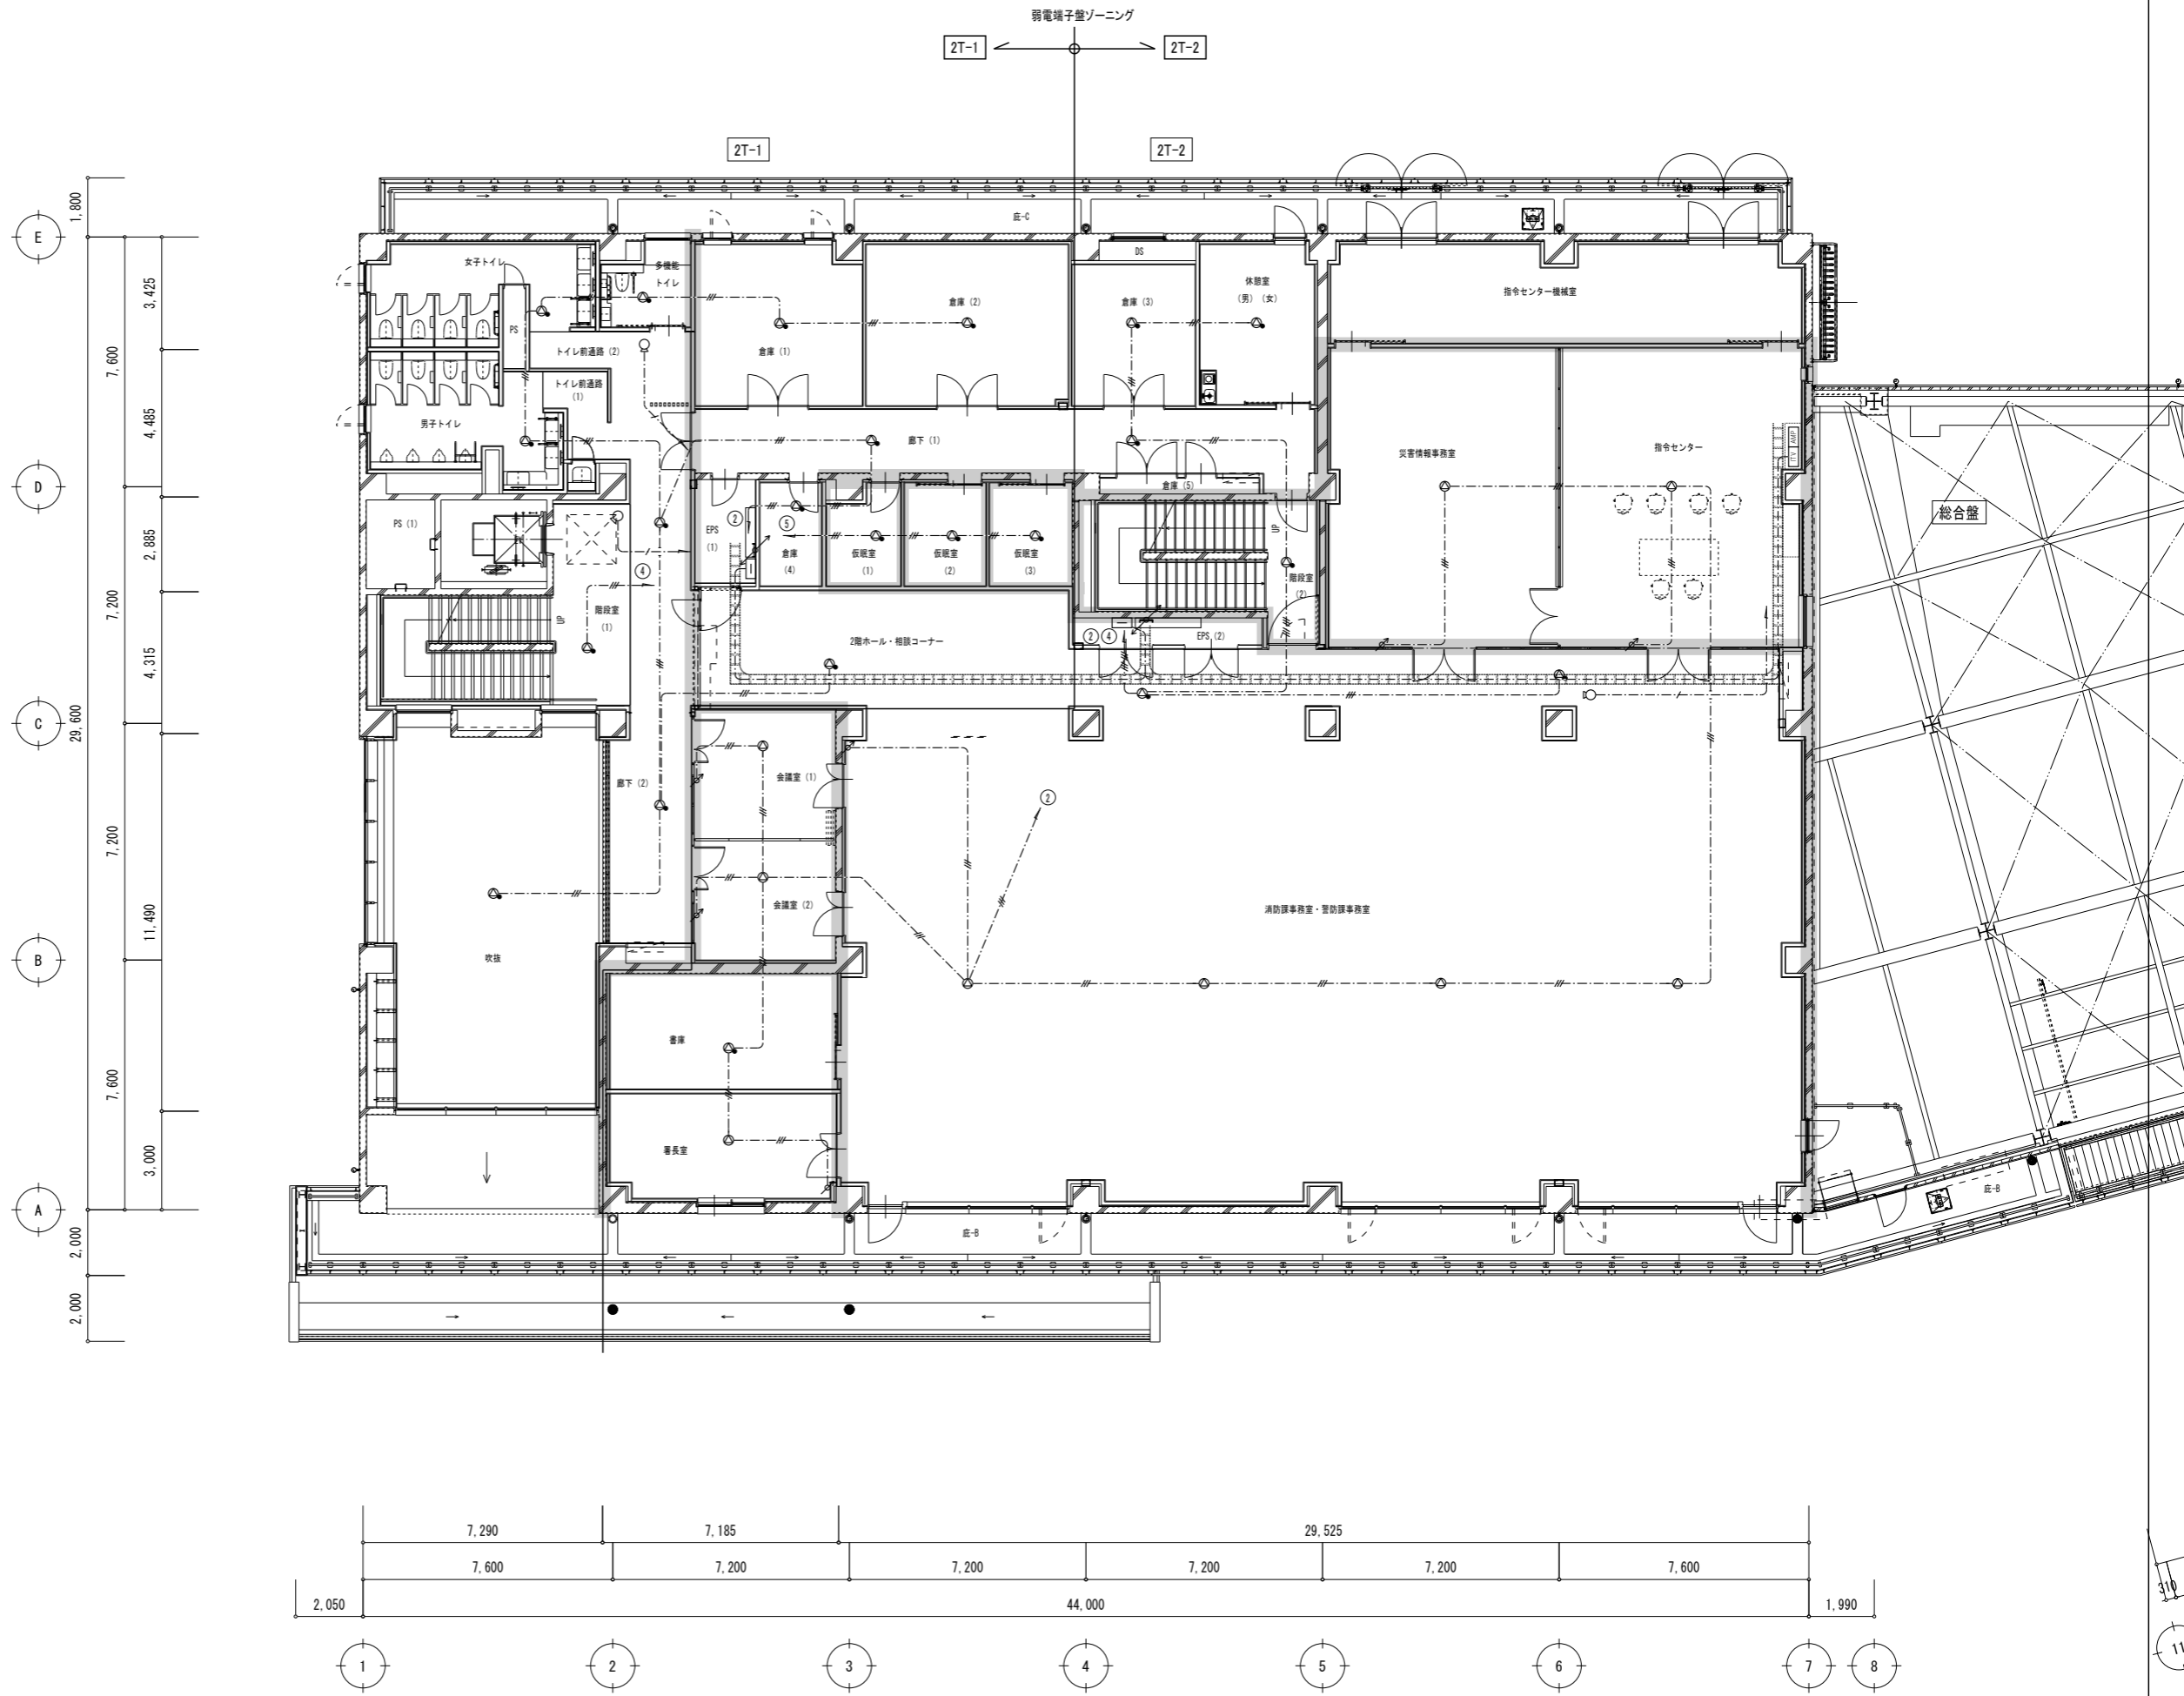 弱電端子盤ゾーニング
2T-1
2T-2
2T-1
2T-2
1,800
E
庇-C
女子トイレ
多機能
トイレ
DS
休憩室
(男)(女)
指令センター機械室
倉庫(2)
倉庫(3)
3,425
PS
トイレ前通路(2)
倉庫(1)
7,600
トイレ前通路
(1)
4,485
男子トイレ
廊下(1)
災害情報事務室
指令センター
AMP
ITV
D
倉庫(5)
総合盤
PS(1)
EPS
(1)
②
⑤
倉庫
(4)
仮眠室
(1)
仮眠室
(2)
仮眠室
(3)
UP
2,885
④
階段室
(2)
7,200
階段室
(1)
UP
2階ホール・相談コーナー
②
④
EPS(2)
4,315
C
29,600
会議室(1)
廊下(2)
②
7,200
会議室(2)
消防課事務室・警防課事務室
11,490
B
吹抜
書庫
7,600
署長室
3,000
A
庇-B
庇-B
2,000
2,000
7,290
7,185
29,525
7,600
7,200
7,200
7,200
7,200
7,600
2,050
44,000
1,990
310
1
2
3
4
5
6
7
8
11